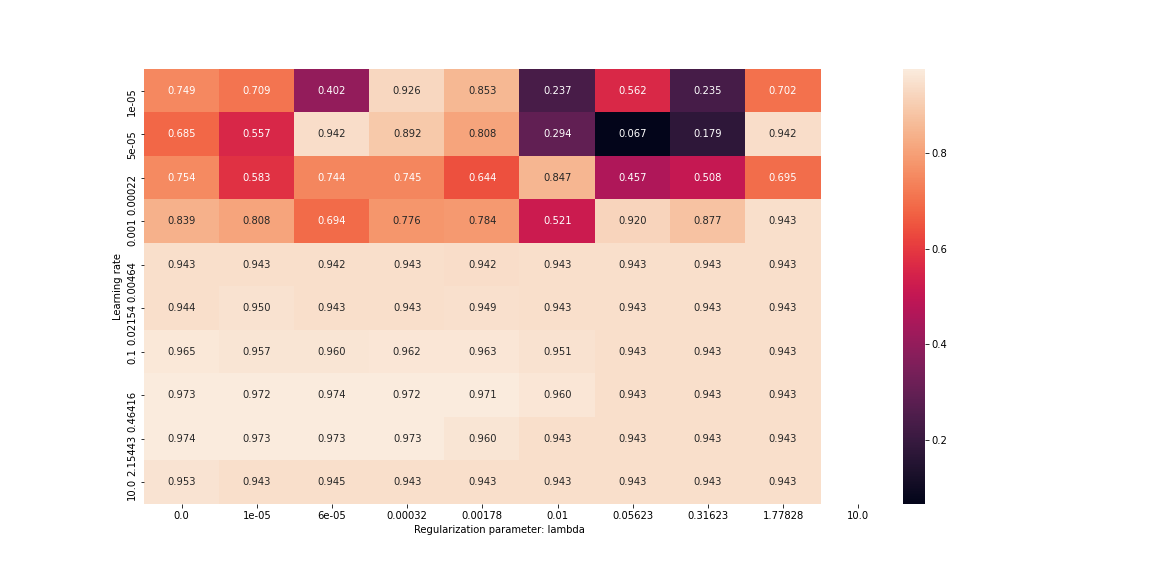 0.749 0.709 0.402 0.926 0.853 0.237 0.562 0.235 0.702
0.685 0.557 0.942 0.892 0.808 0.294 0.067 0.179 0.942
0.754 0.583 0.744 0.745 0.644 0.847 0.457 0.508 0.695
0.839 0.808 0.694 0.776 0.784 0.521 0.920 0.877 0.943
0.943 0.943 0.942 0.943 0.942 0.943 0.943 0.943 0.943
0.944 0.950 0.943 0.943 0.949 0.943 0.943 0.943 0.943
0.965 0.957 0.960 0.962 0.963 0.951 0.943 0.943 0.943
0.973 0.972 0.974 0.972 0.971 0.960 0.943 0.943 0.943
0.974 0.973 0.973 0.973 0.960 0.943 0.943 0.943 0.943
0.953 0.943 0.945 0.943 0.943 0.943 0.943 0.943 0.943
1e-05
5e-05
0.00022
0.001
0.00464
0.02154
0.1
0.46416
2.15443
10.0
Learning rate
0.0 1e-05 6e-05 0.00032 0.00178 0.01 0.05623 0.31623 1.77828 10.0
Regularization parameter: lambda
0.8
0.6
0.4
0.2